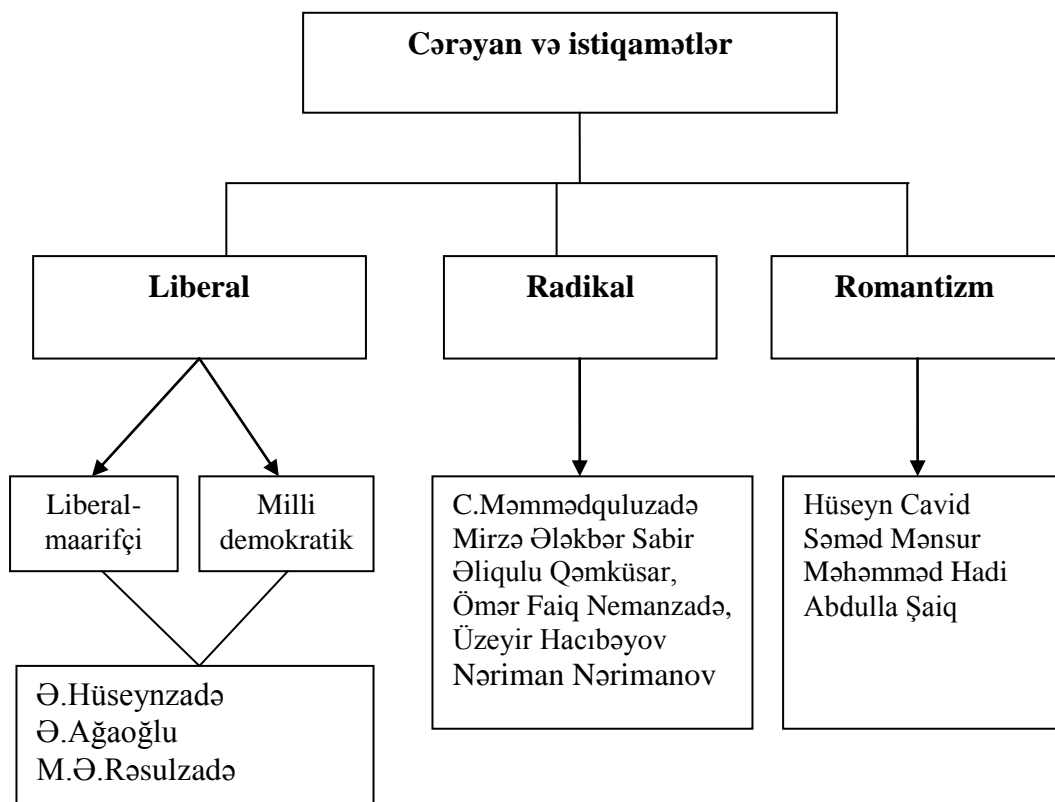 Cərəyan və istiqamətlər
Liberal
Radikal
Romantizm
Liberal-
maarifçi
Milli
demokratik
C.Məmmədquluzadə
Mirzə Ələkbər Sabir
Əliqulu Qəmküsar,
Ömər Faiq Nemanzadə,
Üzeyir Hacıbəyov
Nəriman Nərimanov
Hüseyn Cavid
Səməd Mənsur
Məhəmməd Hadi
Abdulla Şaiq
Ə.Hüseynzadə
Ə.Ağaoğlu
M.Ə.Rəsulzadə